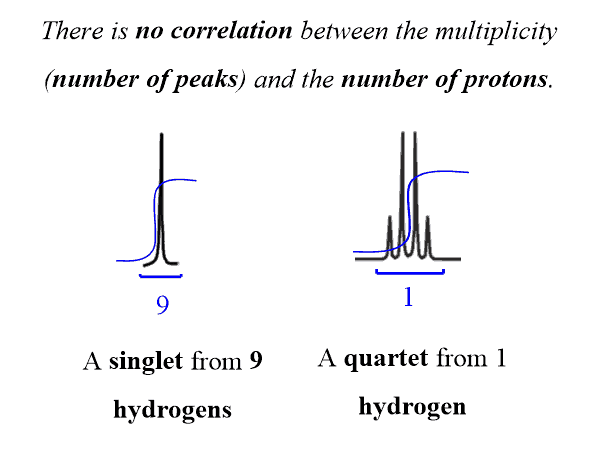 There is no correlation between the multiplicity
(number of peaks) and the number of protons.
9
1
A singlet from 9
hydrogens
A quartet from 1
hydrogen